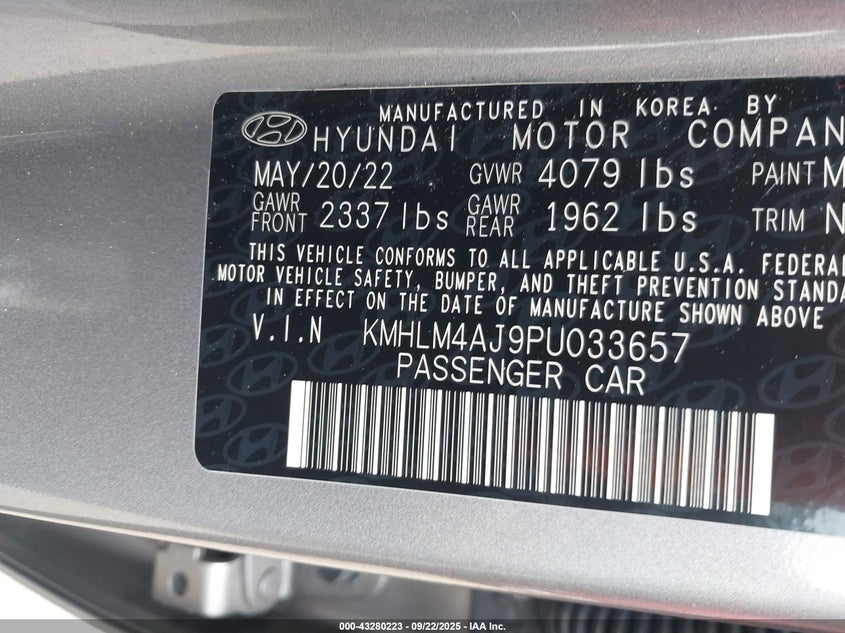 MANUFACTURED IN KOREA BY
HYUNDAI MOTOR COMPAN
MAY/20/22 GVWR 4079 lbs PAINT M
GAWR FRONT 2337 lbs GAWR REAR 1962 lbs TRIM N
THIS VEHICLE CONFORMS TO ALL APPLICABLE U.S.A. FEDERAL
MOTOR VEHICLE SAFETY, BUMPER, AND THEFT PREVENTION STANDA
IN EFFECT ON THE DATE OF MANUFACTURE SHOWN ABOVE
V.I.N KMHLM4AJ9PU033657
PASSENGER CAR
000-43280223 - 09/22/2025 - IAA Inc.